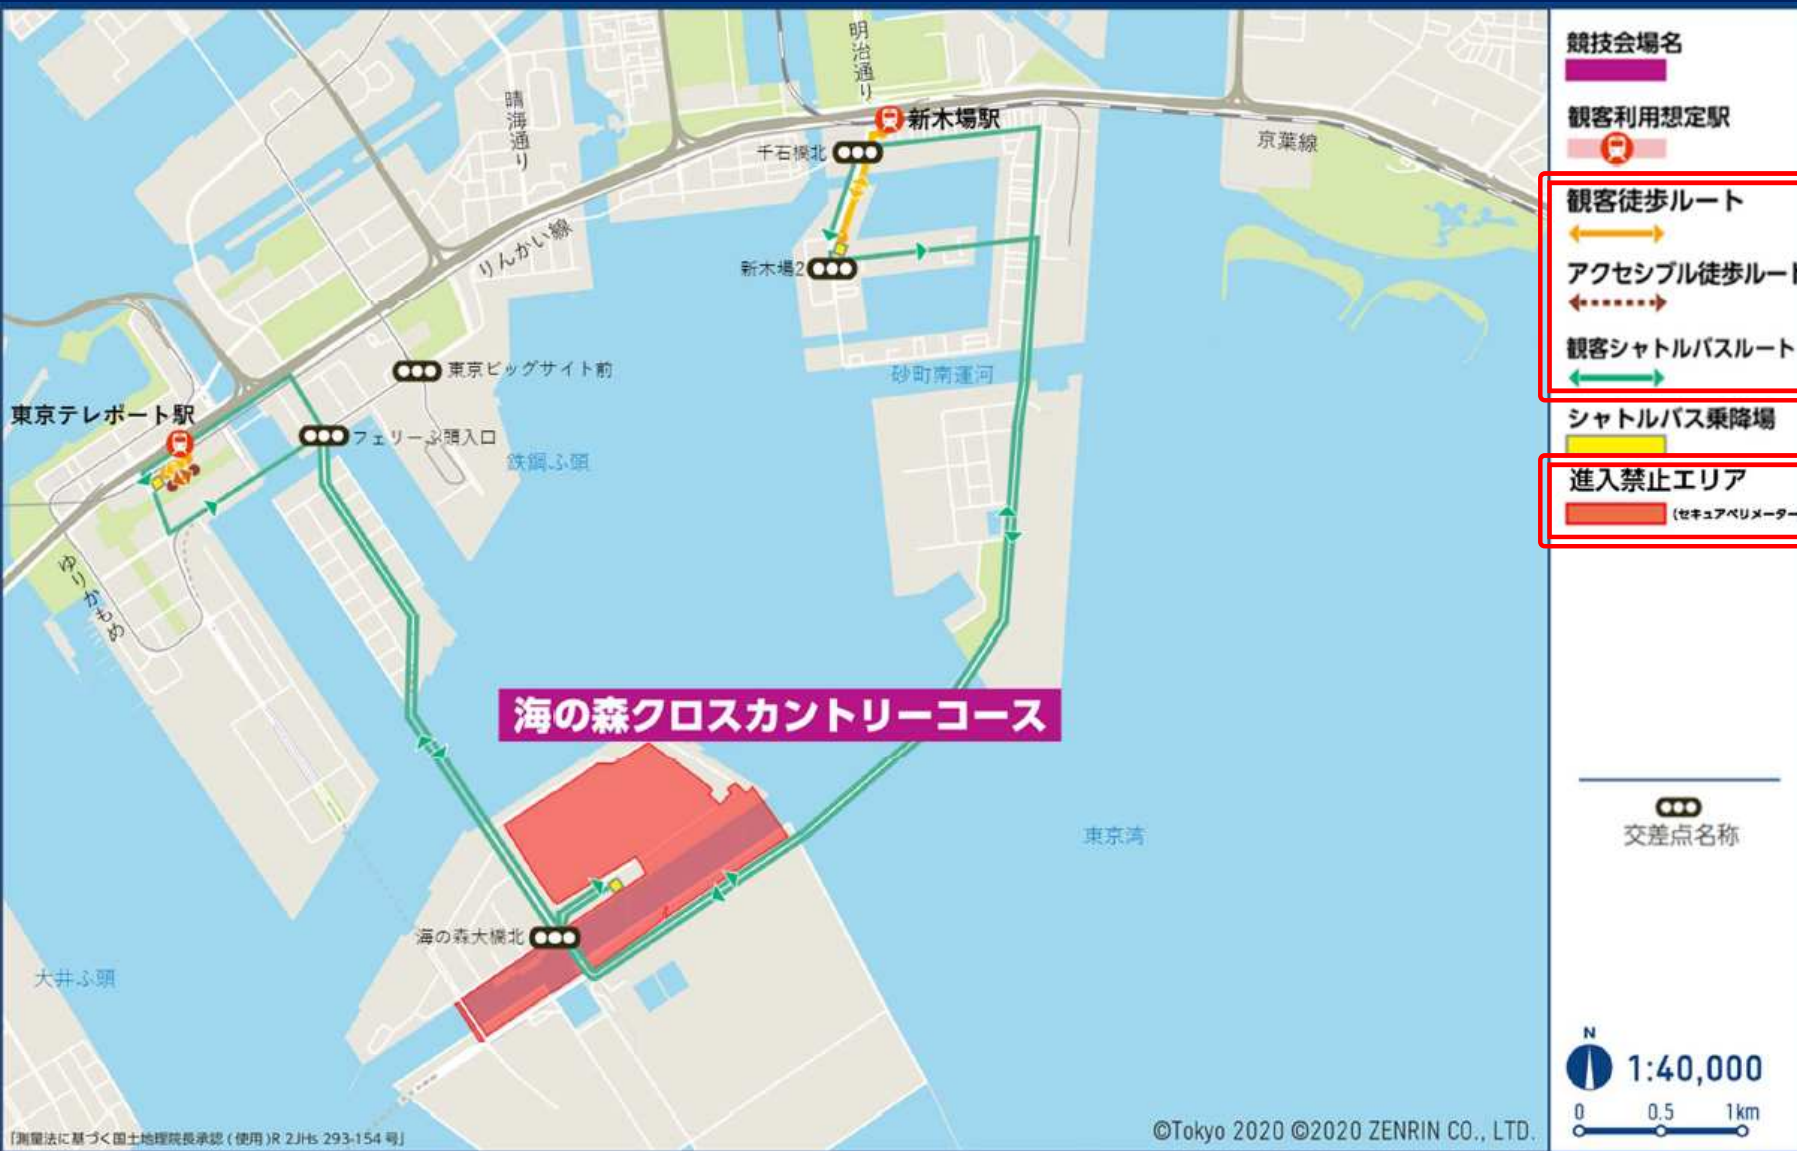 明治通り
晴海通り
新木場駅
千石橋北
京葉線
りんかい線
新木場2
東京ビッグサイト前
砂町南運河
東京テレポート駅
フェリーふ頭入口
鉄鋼ふ頭
ゆりかもめ
海の森クロスカントリーコース
東京湾
海の森大橋北
大井ふ頭
「測量法に基づく国土地理院長承認(使用)R 2JHs 293-154 号」
©Tokyo 2020 ©2020 ZENRIN CO., LTD.
競技会場名
観客利用想定駅
観客徒歩ルート
アクセシブル徒歩ルート
観客シャトルバスルート
シャトルバス乗降場
進入禁止エリア
(セキュアペリメーター
交差点名称
N
1:40,000
0 0.5 1km